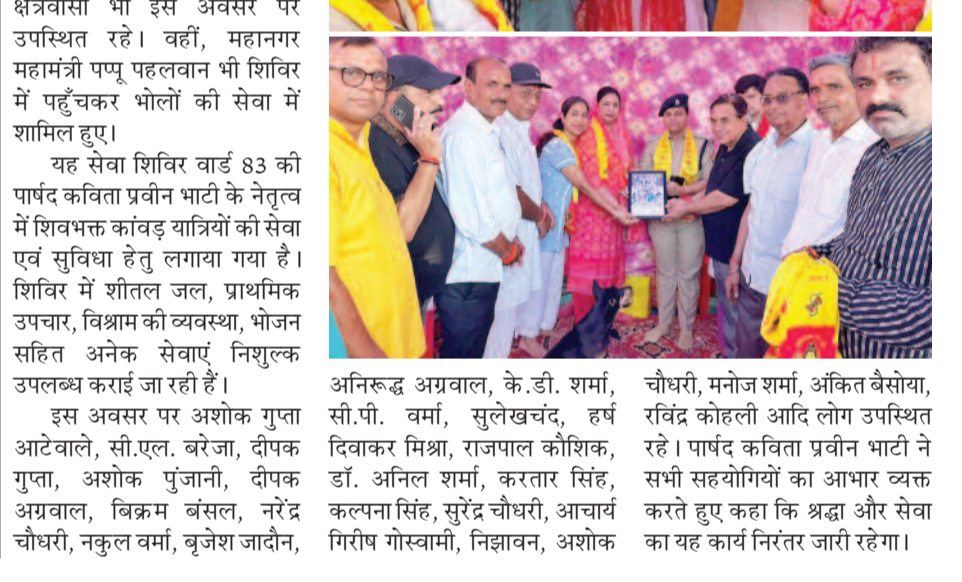 क्षेत्रवासी भी इस अवसर पर
उपस्थित रहे। वहीं, महानगर
महामंत्री पप्पू पहलवान भी शिविर
में पहुँचकर भोलों की सेवा में
शामिल हुए।
यह सेवा शिविर वार्ड 83 की
पार्षद कविता प्रवीन भाटी के नेतृत्व
में शिवभक्त कांवड़ यात्रियों की सेवा
एवं सुविधा हेतु लगाया गया है।
शिविर में शीतल जल, प्राथमिक
उपचार, विश्राम की व्यवस्था, भोजन
सहित अनेक सेवाएं निशुल्क
उपलब्ध कराई जा रही हैं।
इस अवसर पर अशोक गुप्ता
आटेवाले, सी.एल. बरेजा, दीपक
गुप्ता, अशोक पुंजानी, दीपक
अग्रवाल, बिक्रम बंसल, नरेंद्र
चौधरी, नकुल वर्मा, बृजेश जादौन,
अनिरूद्ध अग्रवाल, के.डी. शर्मा,
सी.पी. वर्मा, सुलेखचंद, हर्ष
दिवाकर मिश्रा, राजपाल कौशिक,
डॉ. अनिल शर्मा, करतार सिंह,
कल्पना सिंह, सुरेंद्र चौधरी, आचार्य
गिरीष गोस्वामी, निझावन, अशोक
चौधरी, मनोज शर्मा, अंकित बैसोया,
रविंद्र कोहली आदि लोग उपस्थित
रहे। पार्षद कविता प्रवीन भाटी ने
सभी सहयोगियों का आभार व्यक्त
करते हुए कहा कि श्रद्धा और सेवा
का यह कार्य निरंतर जारी रहेगा।